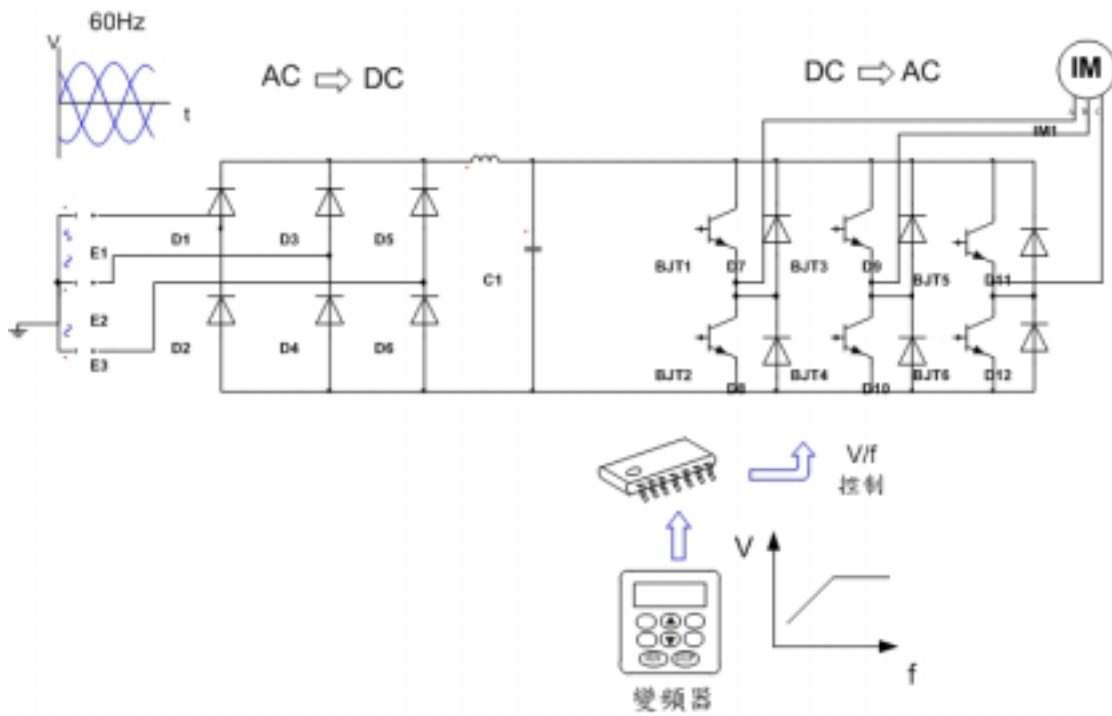 60Hz
V
t
AC ⇨ DC
DC ⇨ AC
IM
IM1
E1
E2
E3
D1
D3
D5
D2
D4
D6
C1
BJT1
D7
BJT3
D9
BJT5
D11
BJT2
D8
BJT4
D10
BJT6
D12
V/f
控制
V
f
變頻器